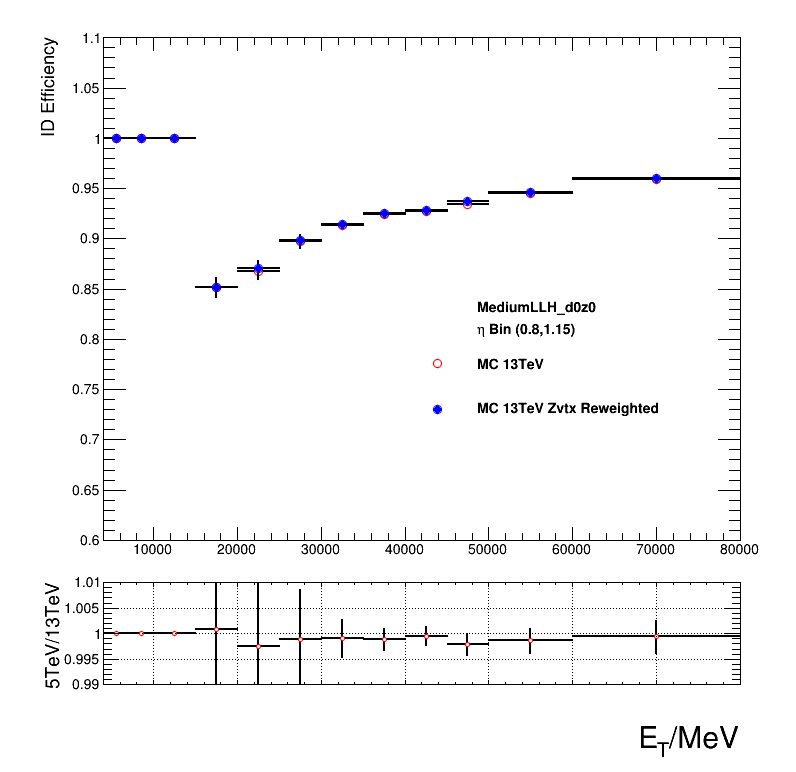 ID Efficiency
1.1
1.05
1
0.95
0.9
0.85
0.8
0.75
0.7
0.65
0.6
MediumLLH_d0z0
η Bin (0.8,1.15)
MC 13TeV
MC 13TeV Zvtx Reweighted
10000 20000 30000 40000 50000 60000 70000 80000
5TeV/13TeV
1.01
1.005
1
0.995
0.99
E_T/MeV